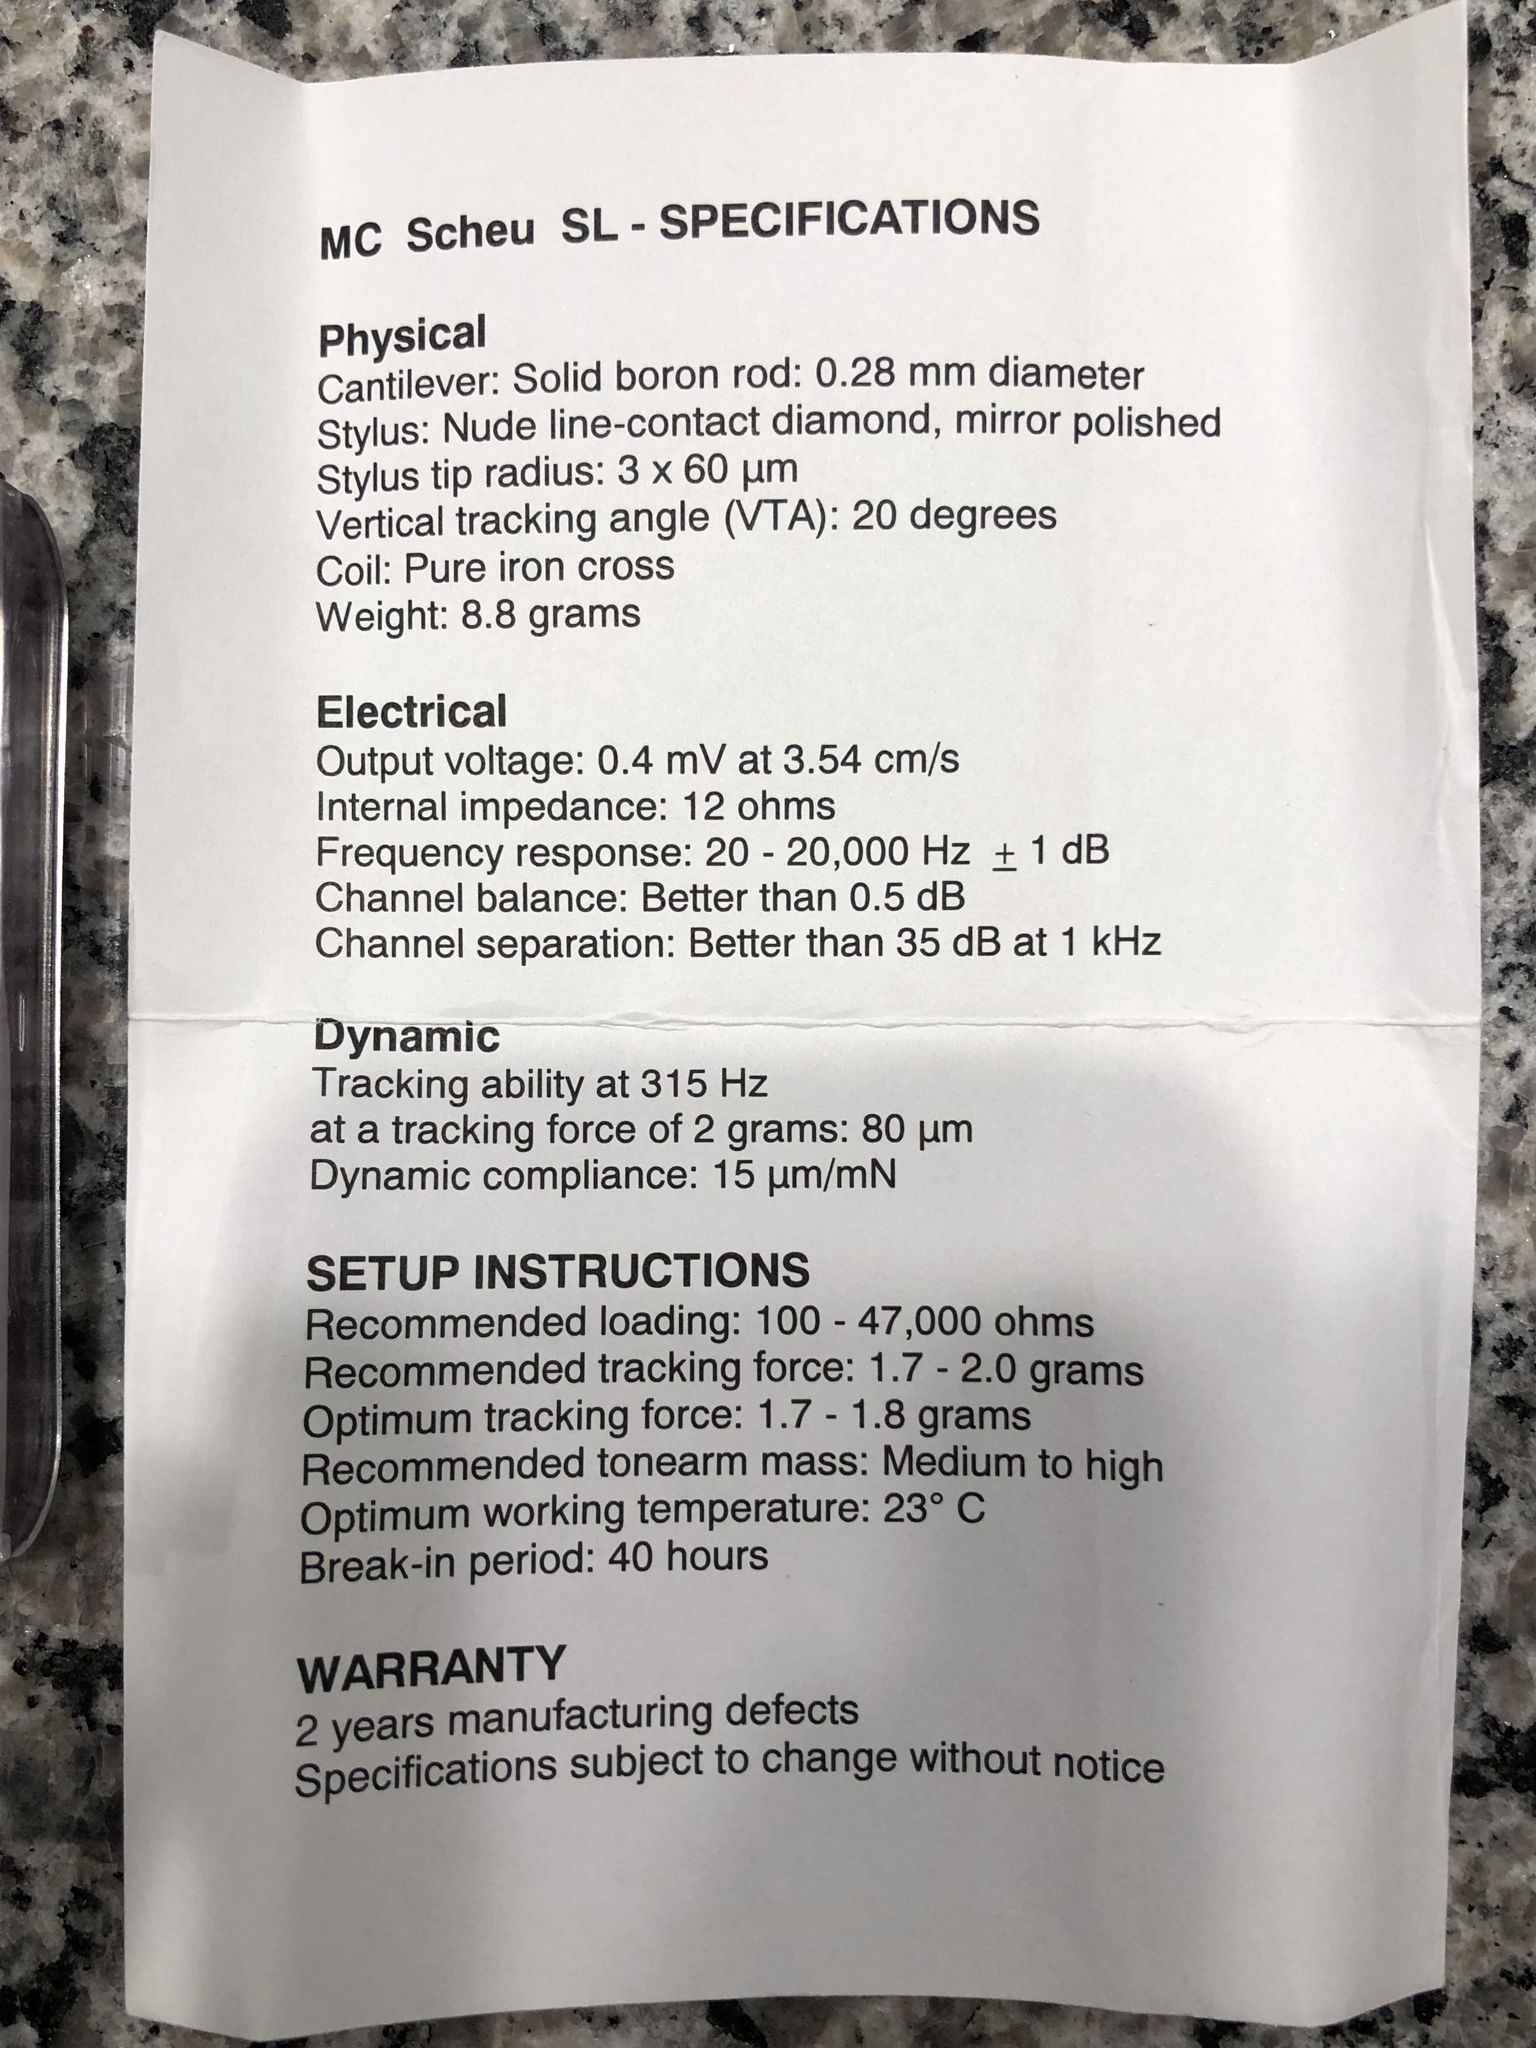 MC Scheu SL - SPECIFICATIONS
Physical
Cantilever: Solid boron rod: 0.28 mm diameter
Stylus: Nude line-contact diamond, mirror polished
Stylus tip radius: 3 x 60 µm
Vertical tracking angle (VTA): 20 degrees
Coil: Pure iron cross
Weight: 8.8 grams
Electrical
Output voltage: 0.4 mV at 3.54 cm/s
Internal impedance: 12 ohms
Frequency response: 20 - 20,000 Hz ± 1 dB
Channel balance: Better than 0.5 dB
Channel separation: Better than 35 dB at 1 kHz
Dynamic
Tracking ability at 315 Hz
at a tracking force of 2 grams: 80 µm
Dynamic compliance: 15 µm/mN
SETUP INSTRUCTIONS
Recommended loading: 100 - 47,000 ohms
Recommended tracking force: 1.7 - 2.0 grams
Optimum tracking force: 1.7 - 1.8 grams
Recommended tonearm mass: Medium to high
Optimum working temperature: 23° C
Break-in period: 40 hours
WARRANTY
2 years manufacturing defects
Specifications subject to change without notice